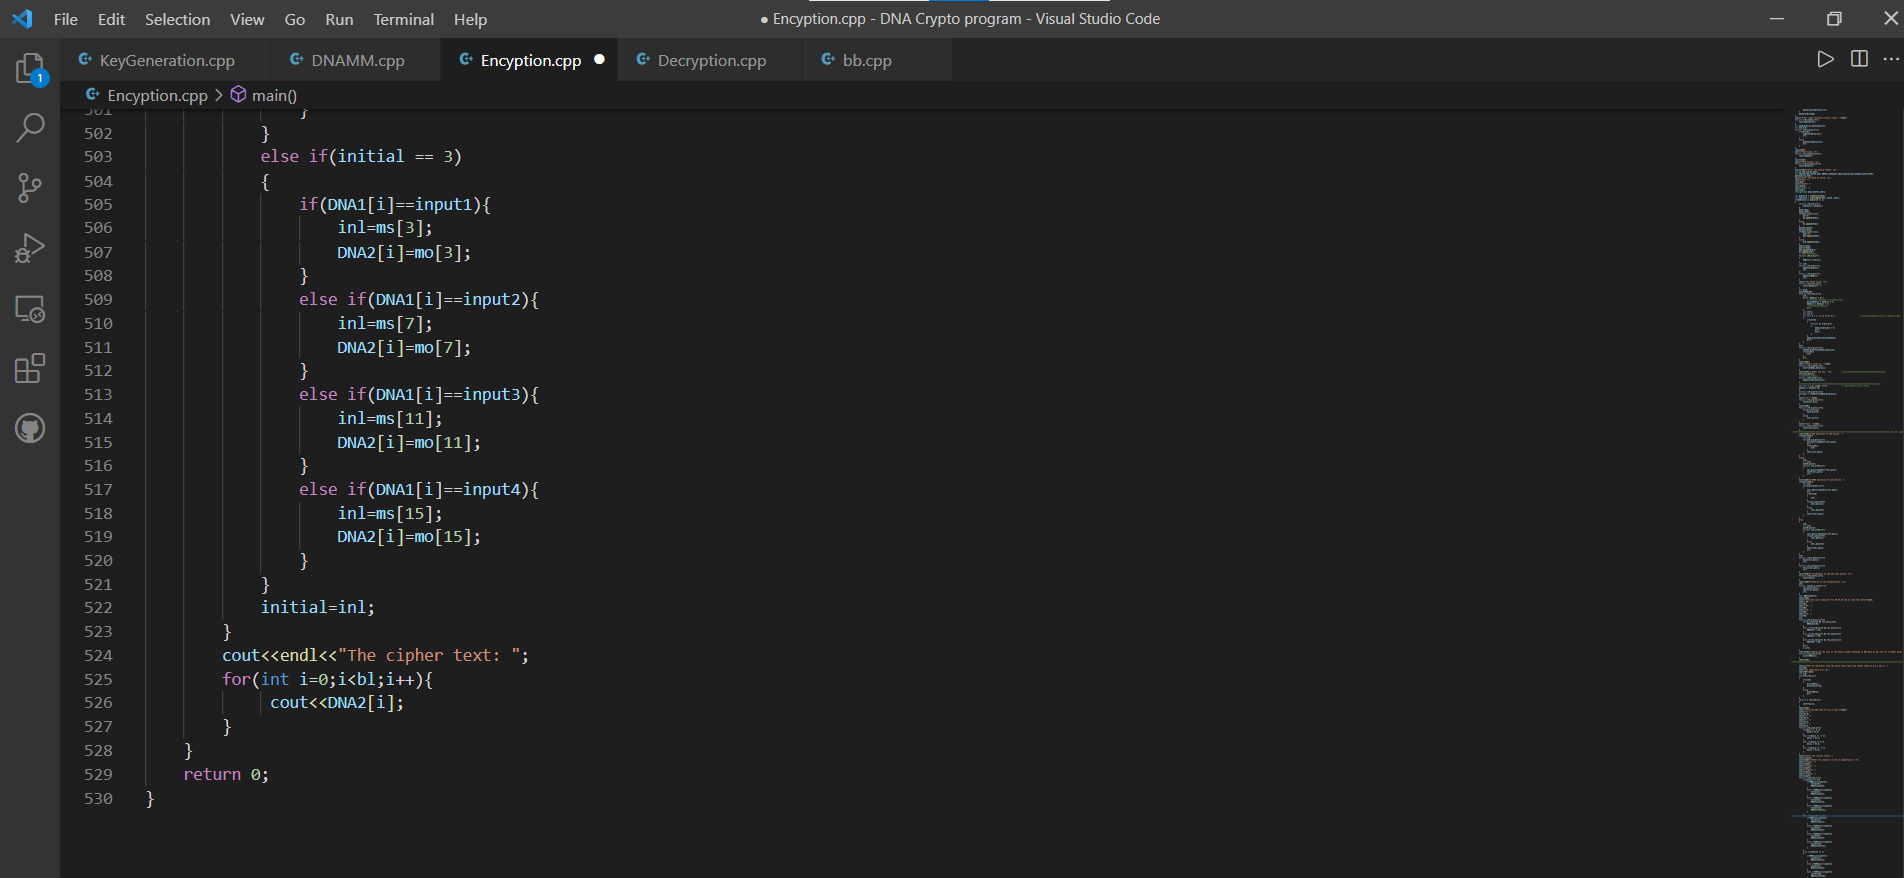 File Edit Selection View Go Run Terminal Help
● Encyption.cpp - DNA Crypto program - Visual Studio Code
1
KeyGeneration.cpp DNAMM.cpp Encyption.cpp Decryption.cpp bb.cpp
Encyption.cpp > main()
501 }
502 }
503 else if(initial == 3)
504 {
505 if(DNA1[i]==input1){
506 inl=ms[3];
507 DNA2[i]=mo[3];
508 }
509 else if(DNA1[i]==input2){
510 inl=ms[7];
511 DNA2[i]=mo[7];
512 }
513 else if(DNA1[i]==input3){
514 inl=ms[11];
515 DNA2[i]=mo[11];
516 }
517 else if(DNA1[i]==input4){
518 inl=ms[15];
519 DNA2[i]=mo[15];
520 }
521 }
522 initial=inl;
523 }
524 cout<<endl<<"The cipher text: ";
525 for(int i=0;i<bl;i++){
526 cout<<DNA2[i];
527 }
528 }
529 return 0;
530 }